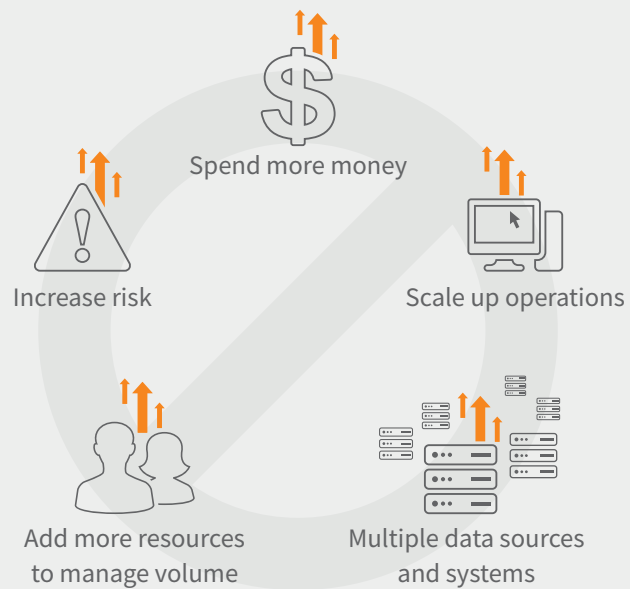 Spend more money
Increase risk
Scale up operations
Add more resources
to manage volume
Multiple data sources
and systems